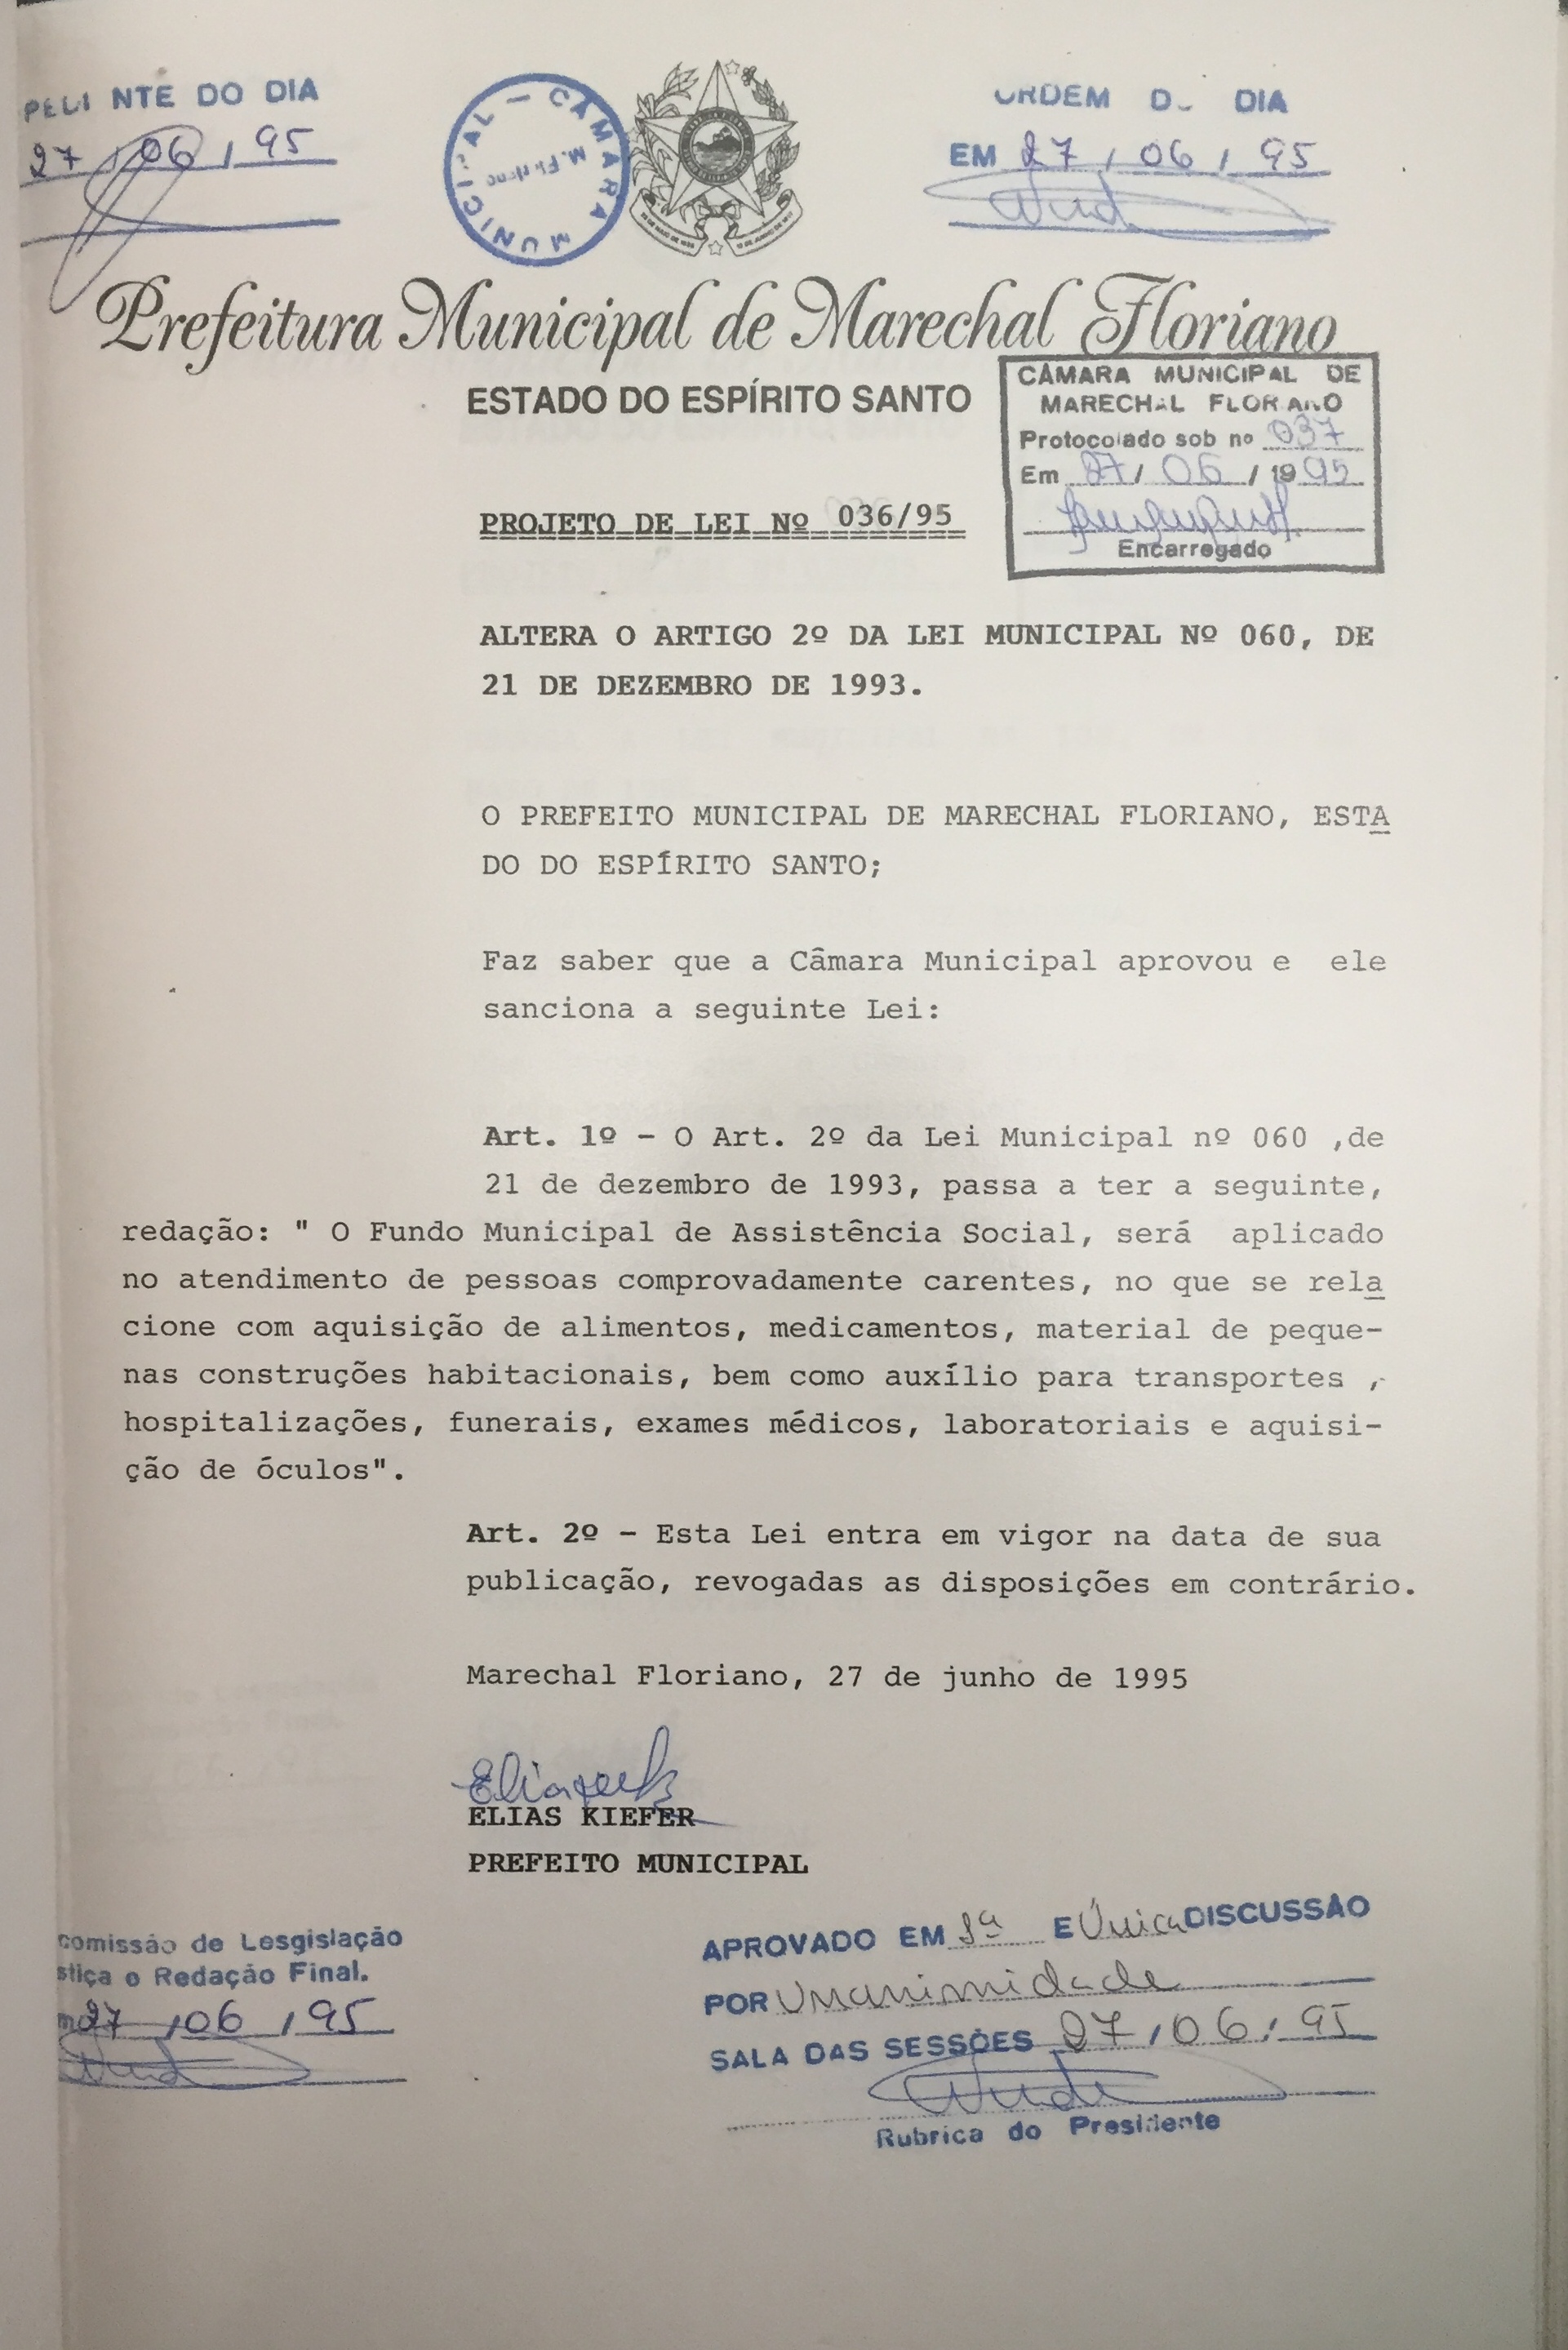 NTE DO DIA
27 / 06 / 95
CÂMARA MUNICIPAL
ORDEM D DIA
EM 27 / 06 / 95
Prefeitura Municipal de Marechal Floriano
ESTADO DO ESPÍRITO SANTO
CÂMARA MUNICIPAL DE
MARECHAL FLORIANO
Protocolado sob nº 037
Em 27 / 06 / 1995
Encarregado
PROJETO DE LEI Nº 036/95
ALTERA O ARTIGO 2º DA LEI MUNICIPAL Nº 060, DE
21 DE DEZEMBRO DE 1993.
O PREFEITO MUNICIPAL DE MARECHAL FLORIANO, ESTA
DO DO ESPÍRITO SANTO;
Faz saber que a Câmara Municipal aprovou e ele
sanciona a seguinte Lei:
Art. 1º - O Art. 2º da Lei Municipal nº 060 ,de
21 de dezembro de 1993, passa a ter a seguinte,
redação: " O Fundo Municipal de Assistência Social, será aplicado
no atendimento de pessoas comprovadamente carentes, no que se rela
cione com aquisição de alimentos, medicamentos, material de peque-
nas construções habitacionais, bem como auxílio para transportes ,
hospitalizações, funerais, exames médicos, laboratoriais e aquisi-
ção de óculos".
Art. 2º - Esta Lei entra em vigor na data de sua
publicação, revogadas as disposições em contrário.
Marechal Floriano, 27 de junho de 1995
ELIAS KIEFER
PREFEITO MUNICIPAL
comissão de Lesgislação
stiça e Redação Final.
27 / 06 / 95
APROVADO EM 1ª E Única DISCUSSÃO
POR Unanimidade
SALA DAS SESSÕES 27 / 06 / 95
Rubrica do Presidente